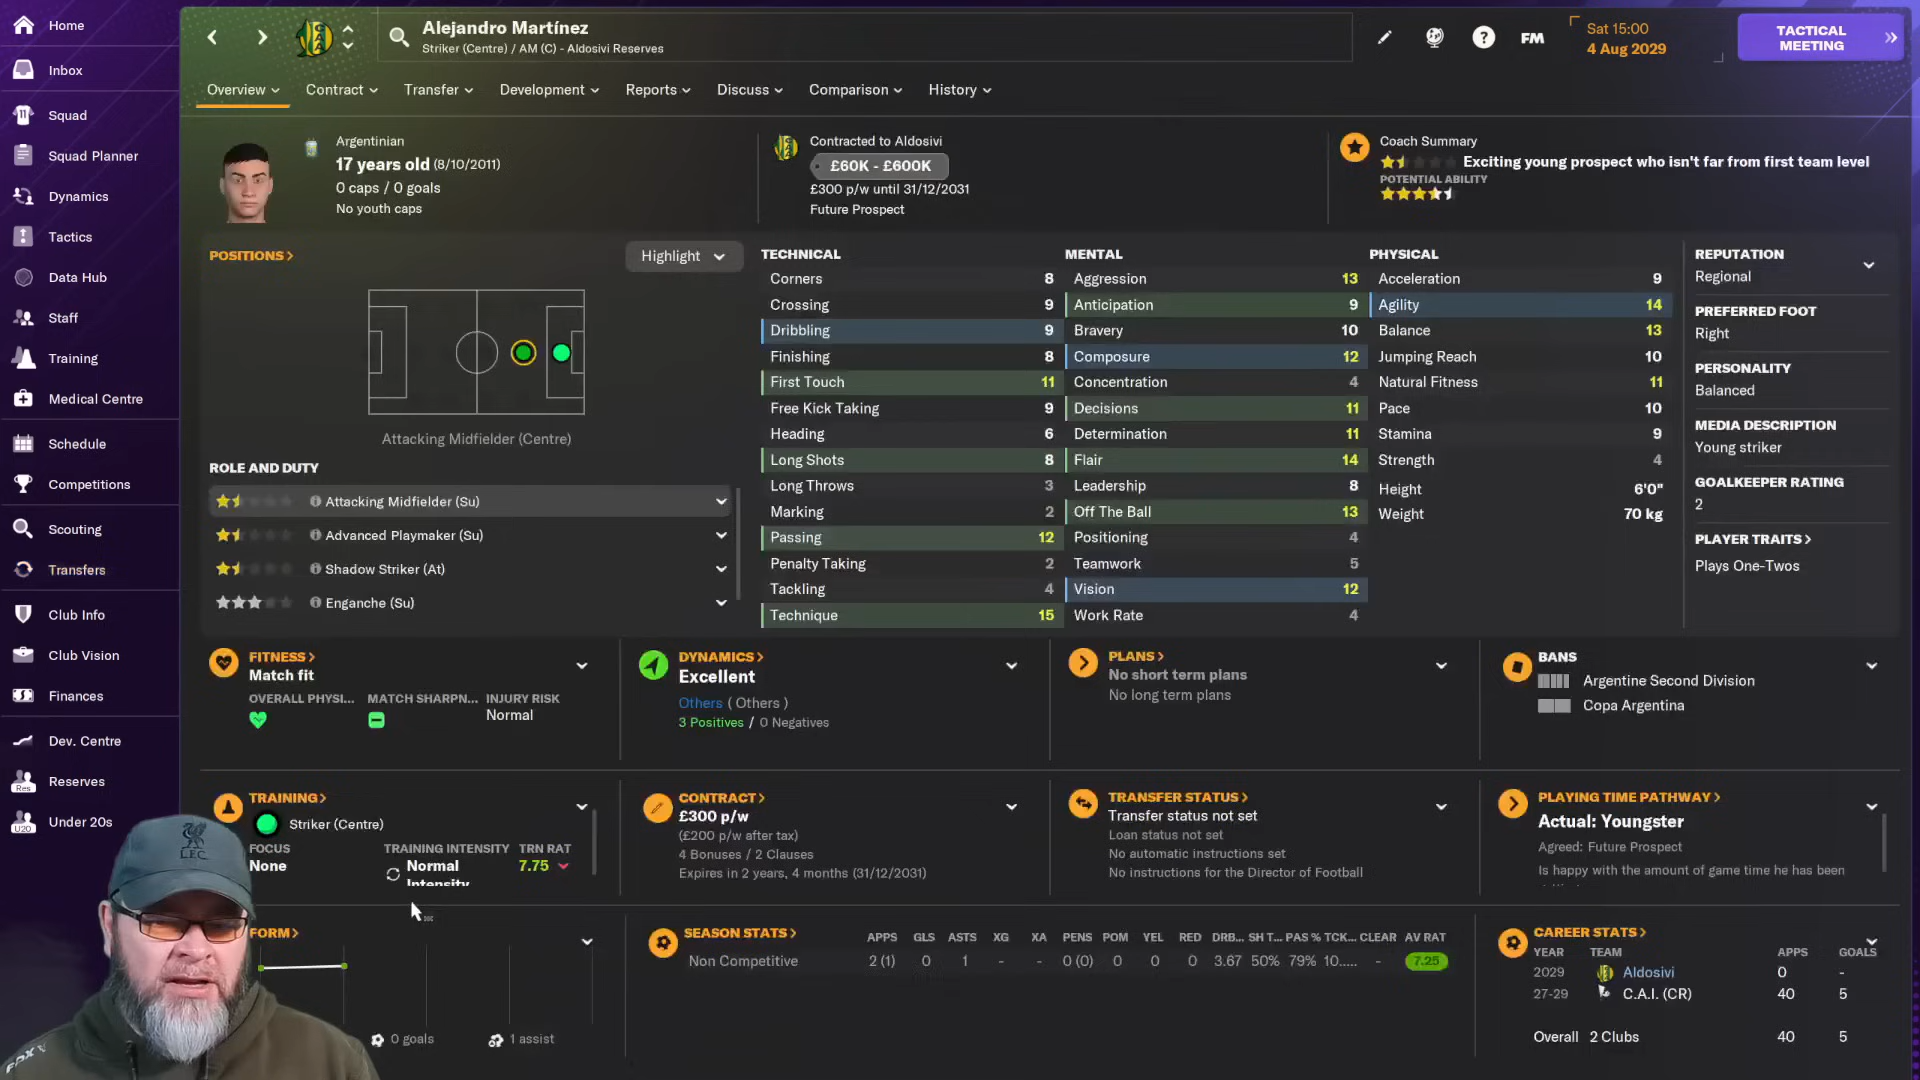 Home
Inbox
Squad
Squad Planner
Dynamics
Tactics
Data Hub
Staff
Training
Medical Centre
Schedule
Competitions
Scouting
Transfers
Club Info
Club Vision
Finances
Dev. Centre
Res
Reserves
U20
Under 20s
Alejandro Martínez
Striker (Centre) / AM (C) - Aldosivi Reserves
?
FM
Sat 15:00
4 Aug 2029
TACTICAL
MEETING
Overview
Contract
Transfer
Development
Reports
Discuss
Comparison
History
Argentinian
17 years old (8/10/2011)
0 caps / 0 goals
No youth caps
Contracted to Aldosivi
£60K - £600K
£300 p/w until 31/12/2031
Future Prospect
Coach Summary
Exciting young prospect who isn't far from first team level
POTENTIAL ABILITY
POSITIONS >
Highlight
Attacking Midfielder (Centre)
ROLE AND DUTY
Attacking Midfielder (Su)
Advanced Playmaker (Su)
Shadow Striker (At)
Enganche (Su)
TECHNICAL
Corners 8
Crossing 9
Dribbling 9
Finishing 8
First Touch 11
Free Kick Taking 9
Heading 6
Long Shots 8
Long Throws 3
Marking 2
Passing 12
Penalty Taking 2
Tackling 4
Technique 15
MENTAL
Aggression 13
Anticipation 9
Bravery 10
Composure 12
Concentration 4
Decisions 11
Determination 11
Flair 14
Leadership 8
Off The Ball 13
Positioning 4
Teamwork 5
Vision 12
Work Rate 4
PHYSICAL
Acceleration 9
Agility 14
Balance 13
Jumping Reach 10
Natural Fitness 11
Pace 10
Stamina 9
Strength 4
Height 6'0"
Weight 70 kg
REPUTATION
Regional
PREFERRED FOOT
Right
PERSONALITY
Balanced
MEDIA DESCRIPTION
Young striker
GOALKEEPER RATING
2
PLAYER TRAITS >
Plays One-Twos
FITNESS >
Match fit
OVERALL PHYSI... MATCH SHARPN... INJURY RISK
Normal
DYNAMICS >
Excellent
Others ( Others )
3 Positives / 0 Negatives
PLANS >
No short term plans
No long term plans
BANS
Argentine Second Division
Copa Argentina
TRAINING >
Striker (Centre)
FOCUS TRAINING INTENSITY TRN RAT
None Normal Intensity 7.75
CONTRACT >
£300 p/w
(£200 p/w after tax)
4 Bonuses / 2 Clauses
Expires in 2 years, 4 months (31/12/2031)
TRANSFER STATUS >
Transfer status not set
Loan status not set
No automatic instructions set
No instructions for the Director of Football
PLAYING TIME PATHWAY >
Actual: Youngster
Agreed: Future Prospect
Is happy with the amount of game time he has been
FORM >
0 goals
1 assist
SEASON STATS > APPS GLS ASTS XG XA PENS POM YEL RED DRB... SH T... PAS % TCK... CLEAR AV RAT
Non Competitive 2 (1) 0 1 - - 0 (0) 0 0 0 3.67 50% 79% 10..... - 7.25
CAREER STATS >
YEAR TEAM APPS GOALS
2029 Aldosivi 0 -
27-29 C.A.I. (CR) 40 5
Overall 2 Clubs 40 5
L.F.C.